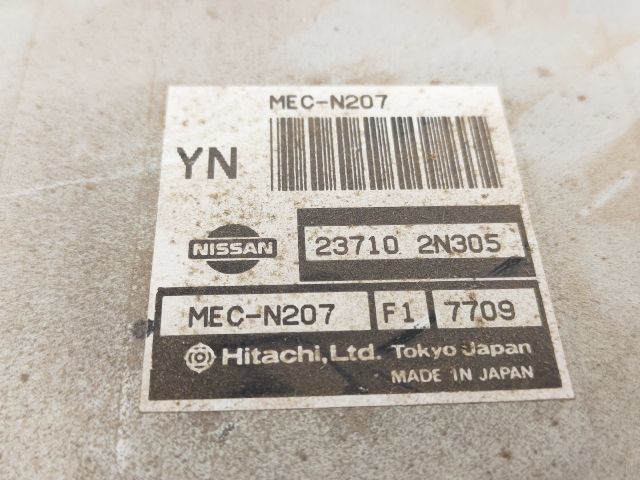 MEC-N207
YN
NISSAN
23710 2N305
MEC-N207 F1 7709
Hitachi, Ltd. Tokyo Japan
MADE IN JAPAN